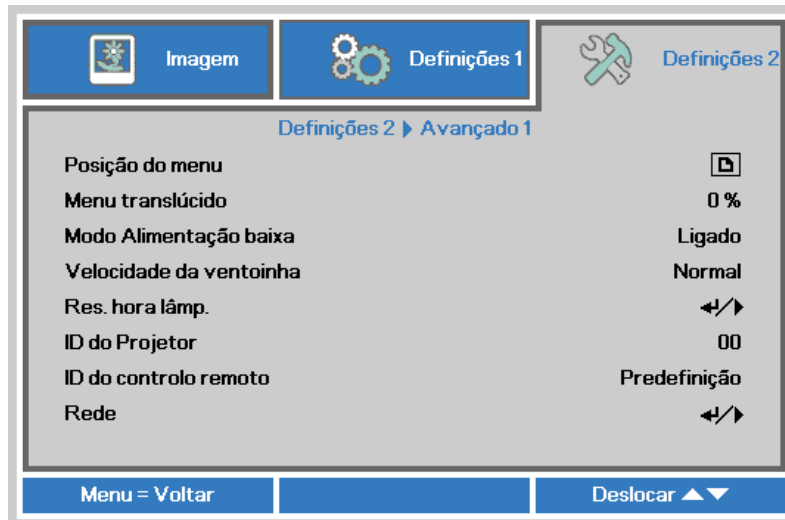 Imagem
Definições 1
Definições 2
Definições 2 Avançado 1
Posição do menu
Menu translúcido 0 %
Modo Alimentação baixa Ligado
Velocidade da ventoinha Normal
Res. hora lâmp.
ID do Projetor 00
ID do controlo remoto Predefinição
Rede
Menu = Voltar
Deslocar